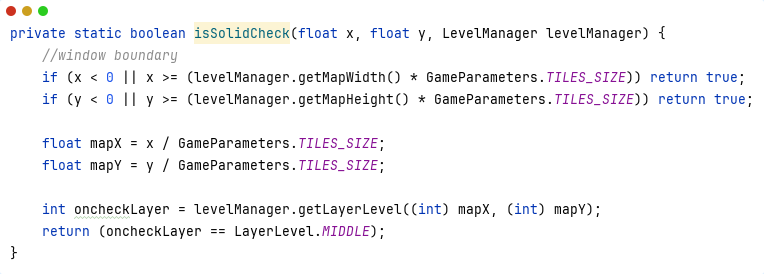 private static boolean isSolidCheck(float x, float y, LevelManager levelManager) {
    //window boundary
    if (x < 0 || x >= (levelManager.getMapWidth() * GameParameters.TILES_SIZE)) return true;
    if (y < 0 || y >= (levelManager.getMapHeight() * GameParameters.TILES_SIZE)) return true;

    float mapX = x / GameParameters.TILES_SIZE;
    float mapY = y / GameParameters.TILES_SIZE;

    int oncheckLayer = levelManager.getLayerLevel((int) mapX, (int) mapY);
    return (oncheckLayer == LayerLevel.MIDDLE);
}